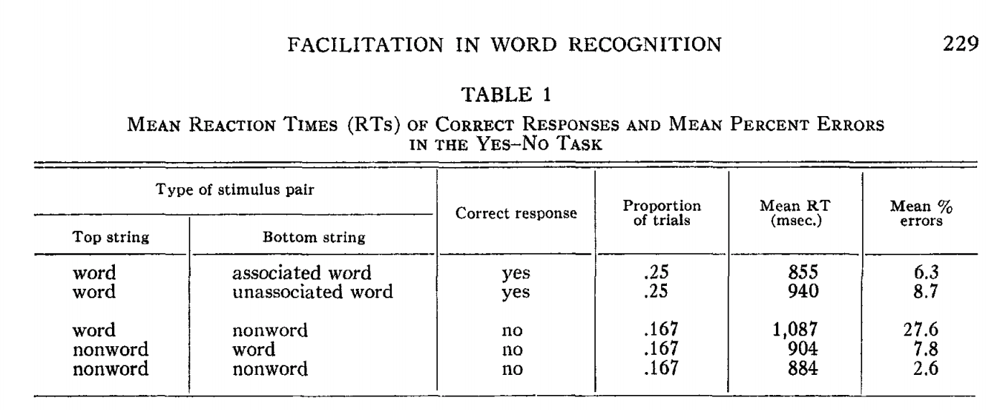 FACILITATION IN WORD RECOGNITION 229
TABLE 1
MEAN REACTION TIMES (RTS) OF CORRECT RESPONSES AND MEAN PERCENT ERRORS
IN THE YES–NO TASK
Type of stimulus pair
Correct response
Proportion of trials
Mean RT (msec.)
Mean % errors
Top string Bottom string
word associated word yes .25 855 6.3
word unassociated word yes .25 940 8.7
word nonword no .167 1,087 27.6
nonword word no .167 904 7.8
nonword nonword no .167 884 2.6